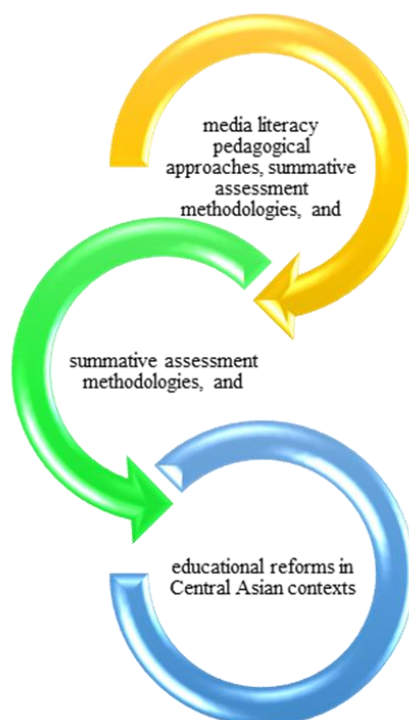 media literacy
pedagogical
approaches, summative
assessment
methodologies, and
summative assessment
methodologies, and
educational reforms in
Central Asian contexts